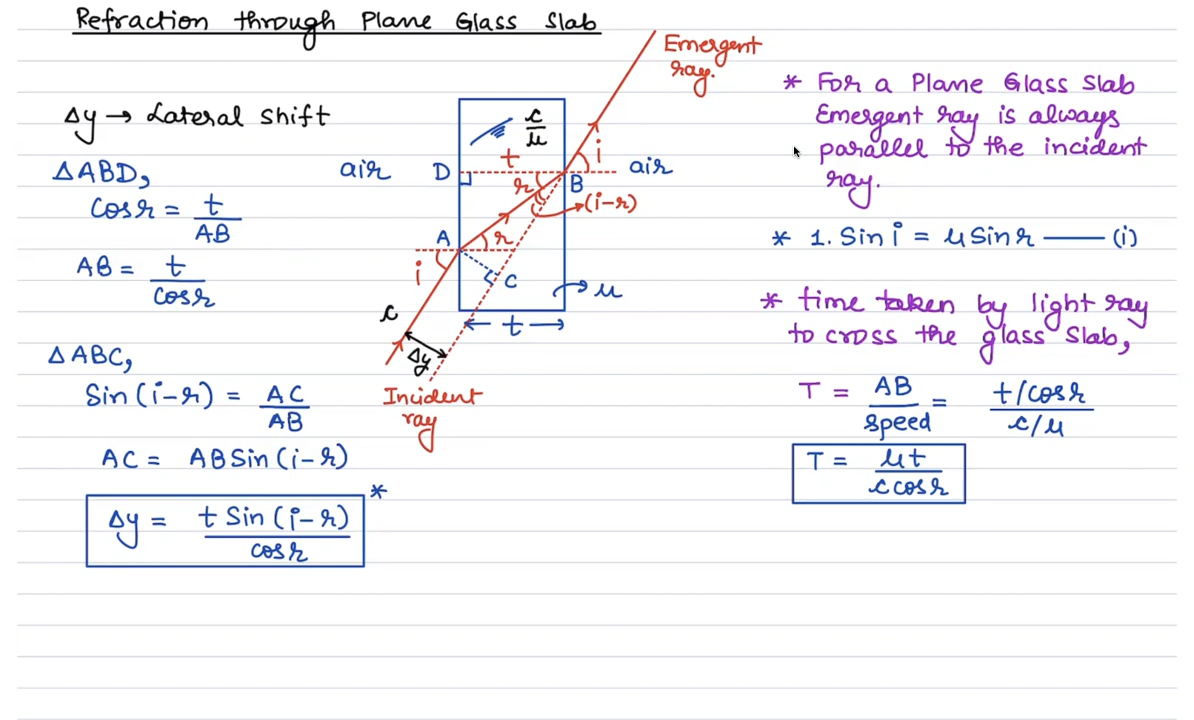 Refraction through Plane Glass Slab
Δy → Lateral Shift
ΔABD,
cos r = t / AB
AB = t / cos r
ΔABC,
Sin (i-r) = AC / AB
AC = AB Sin (i-r)
Δy = t Sin (i-r) / cos r *
Emergent
ray.
c/μ
t
i
air
D
air
r
B
(i-r)
A
r
i
C
μ
c
t
Δy
Incident
ray
* For a Plane Glass Slab
Emergent ray is always
parallel to the incident
ray.
* 1. Sin i = μ Sin r —— (i)
* time taken by light ray
to cross the glass slab,
T = AB / speed = t/cos r / c/μ
T = μt / c cos r